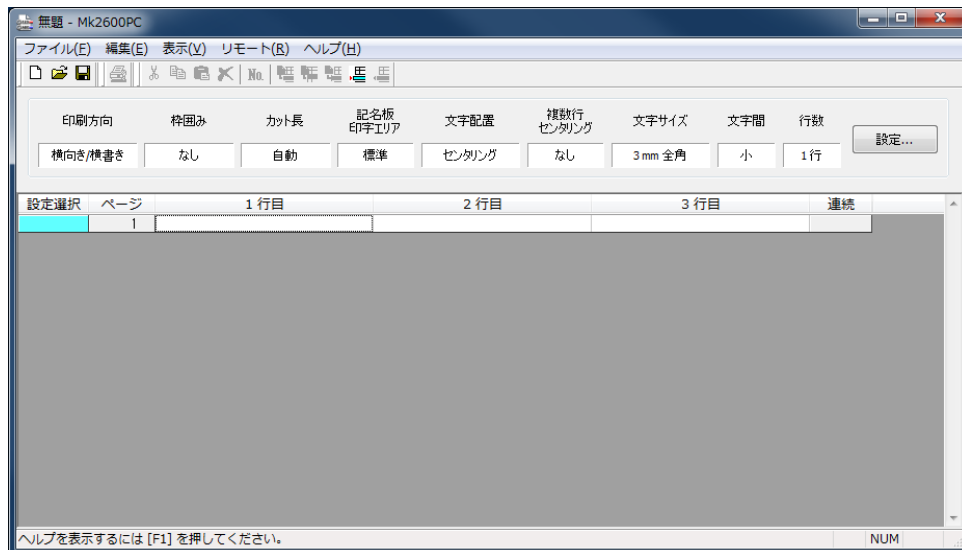 無題 - Mk2600PC
ファイル(F) 編集(E) 表示(V) リモート(R) ヘルプ(H)
No.
印刷方向 枠囲み カット長 記名板 印字エリア 文字配置 複数行 センタリング 文字サイズ 文字間 行数
横向き/横書き なし 自動 標準 センタリング なし 3mm 全角 小 1行 設定...
設定選択 ページ 1行目 2行目 3行目 連続
1
ヘルプを表示するには [F1] を押してください。 NUM